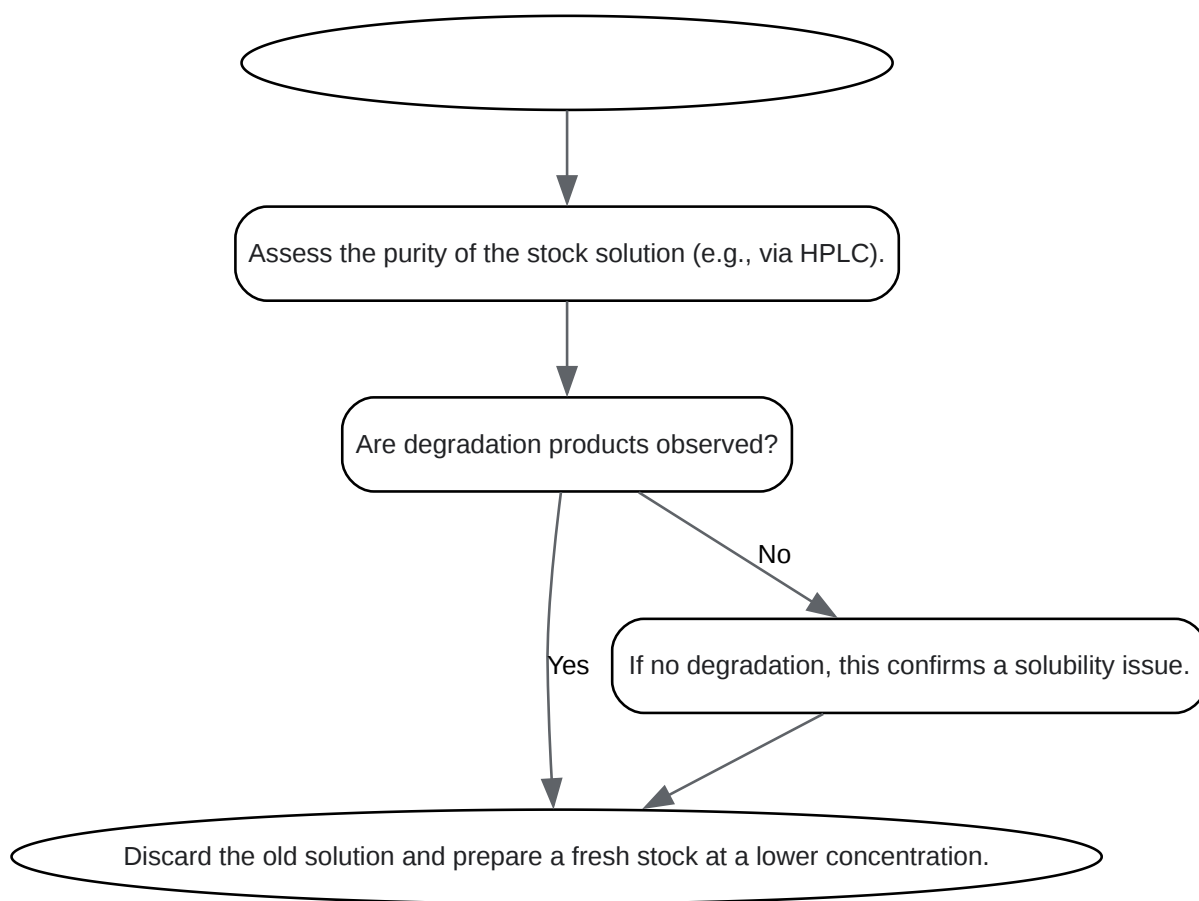 Assess the purity of the stock solution (e.g., via HPLC).
Are degradation products observed?
No
Yes
If no degradation, this confirms a solubility issue.
Discard the old solution and prepare a fresh stock at a lower concentration.